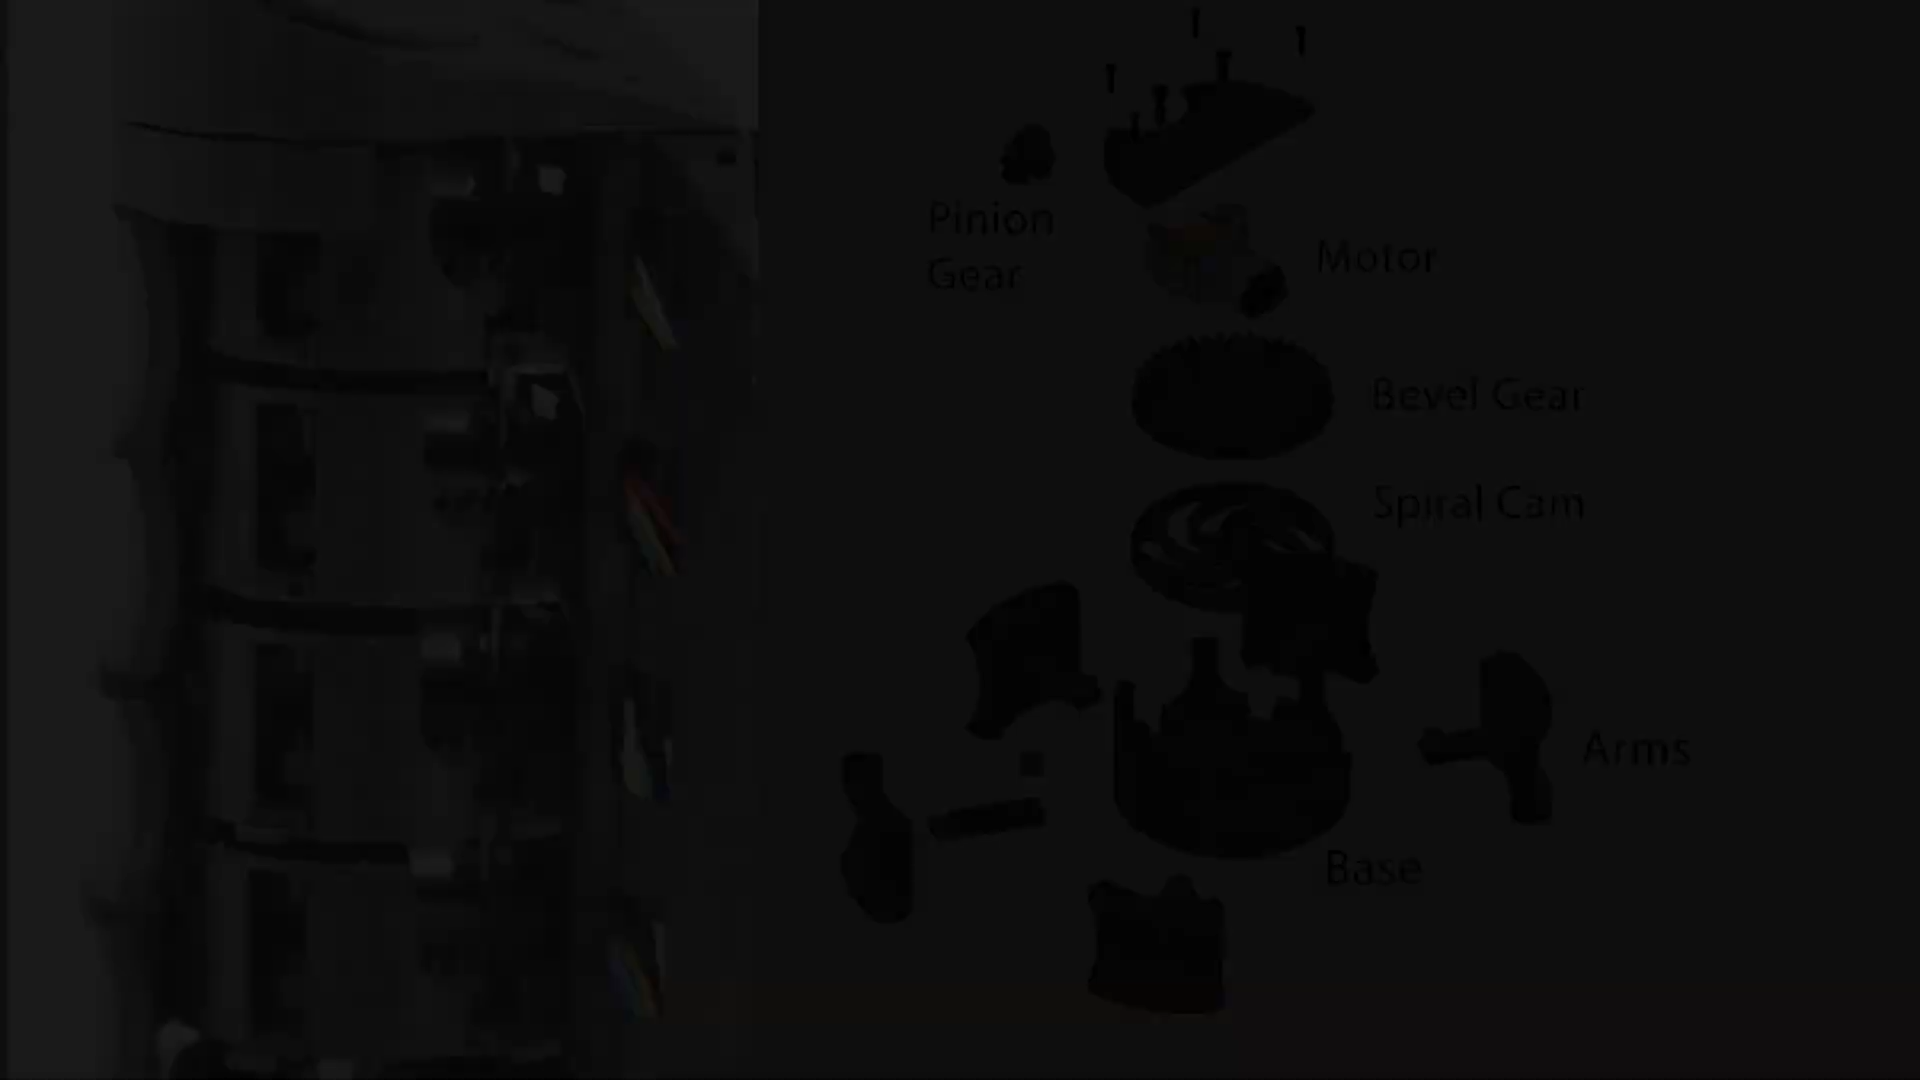 Pinion
Gear
Motor
Bevel Gear
Spiral Cam
Arms
Base